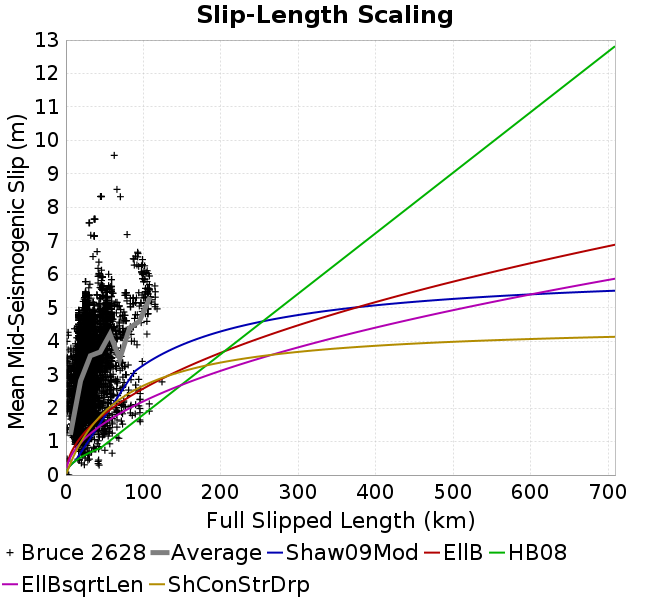 Slip-Length Scaling
Mean Mid-Seismogenic Slip (m)
13
12
11
10
9
8
7
6
5
4
3
2
1
0
0 100 200 300 400 500 600 700
Full Slipped Length (km)
Bruce 2628 Average Shaw09Mod EllB HB08
EllBsqrtLen ShConStrDrp